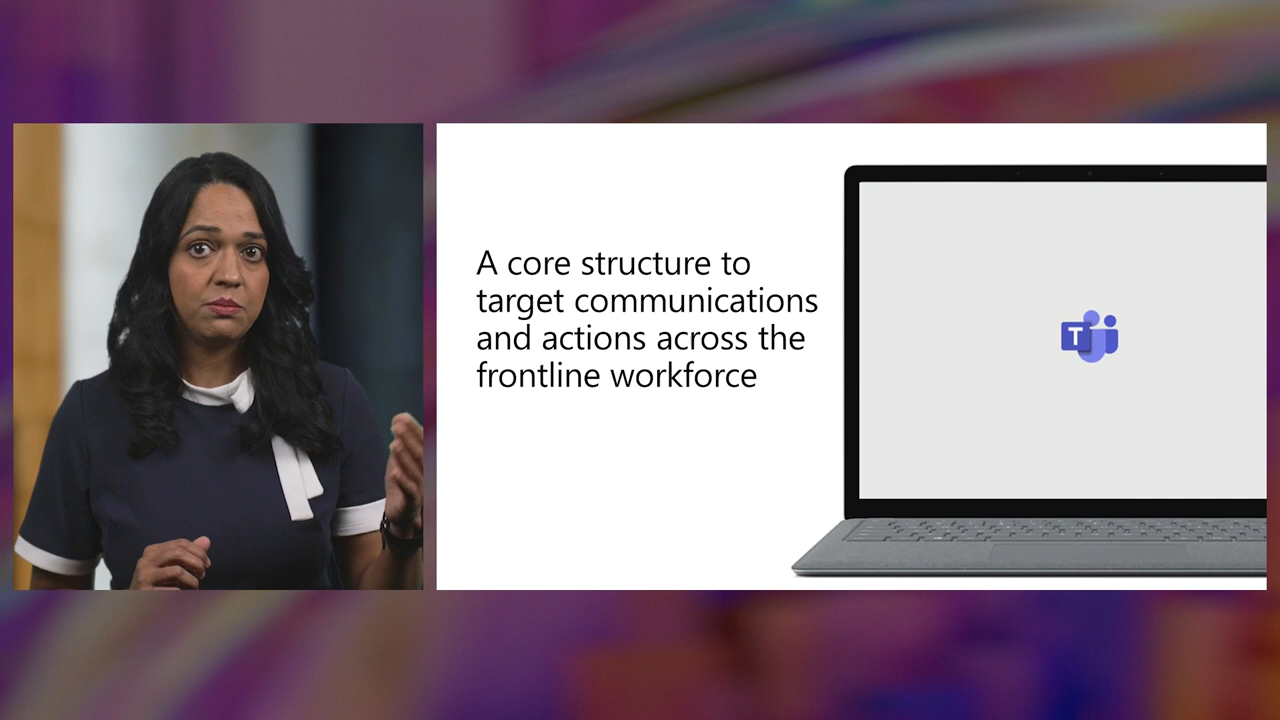 A core structure to
target communications
and actions across the
frontline workforce
T